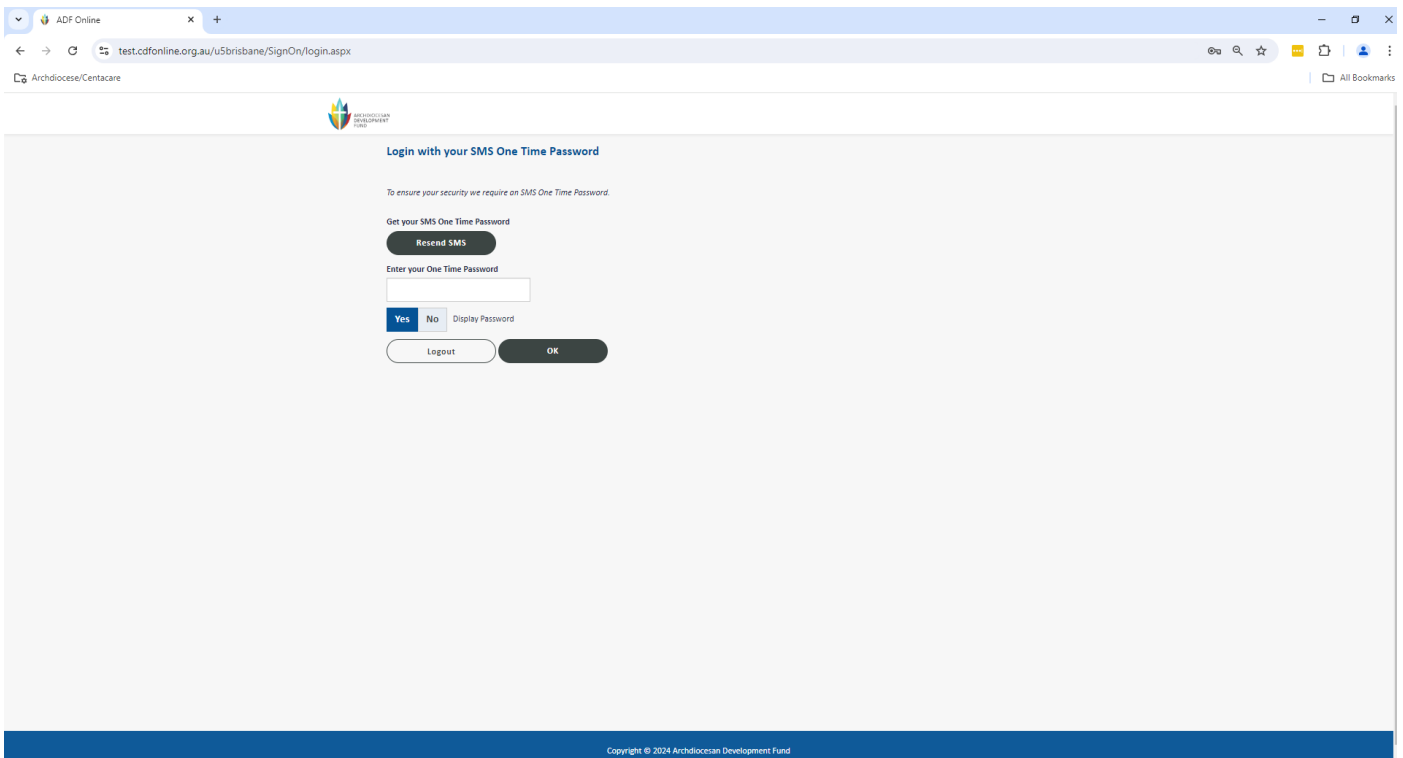 ADF Online
test.cdfonline.org.au/u5brisbane/SignOn/login.aspx
Archdiocese/Centacare
All Bookmarks
ARCHDIOCESAN
DEVELOPMENT
FUND
Login with your SMS One Time Password
To ensure your security we require an SMS One Time Password.
Get your SMS One Time Password
Resend SMS
Enter your One Time Password
Yes No Display Password
Logout OK
Copyright © 2024 Archdiocesan Development Fund